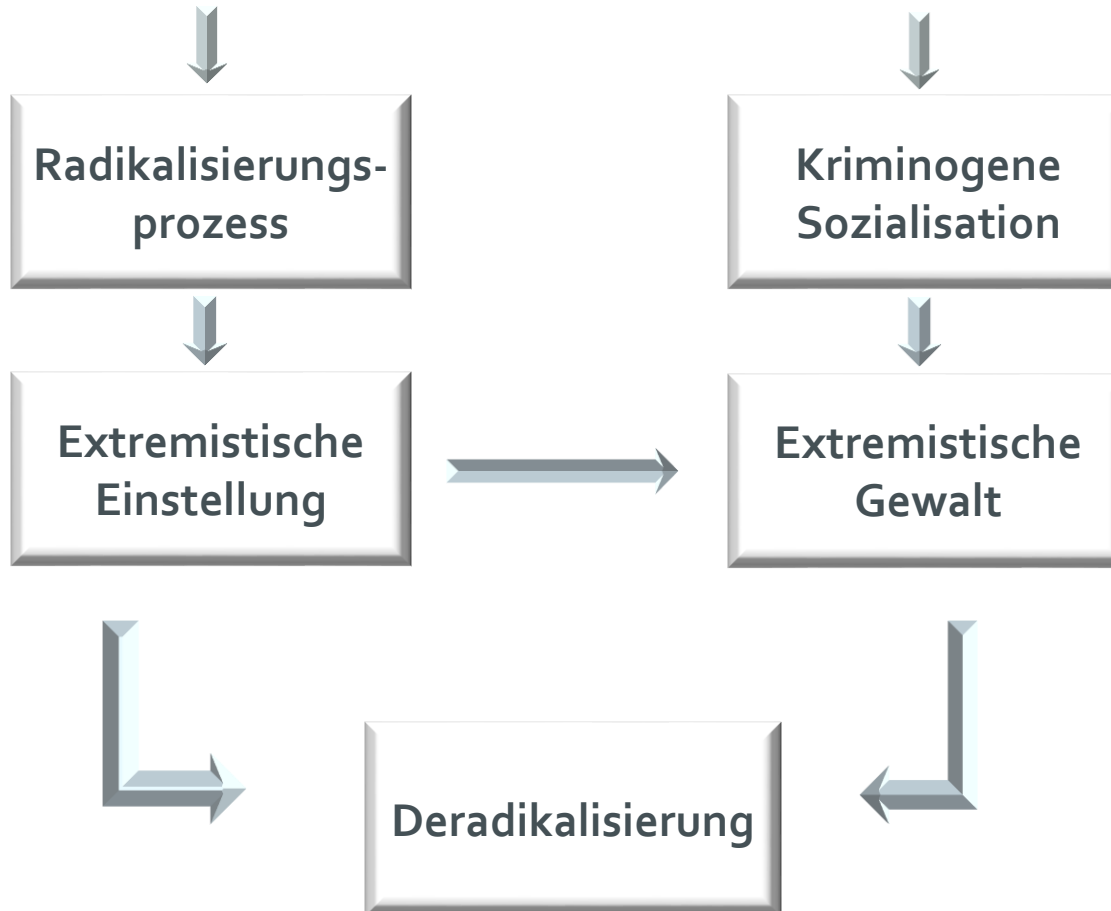 Radikalisierungs-
prozess
Kriminogene
Sozialisation
Extremistische
Einstellung
Extremistische
Gewalt
Deradikalisierung